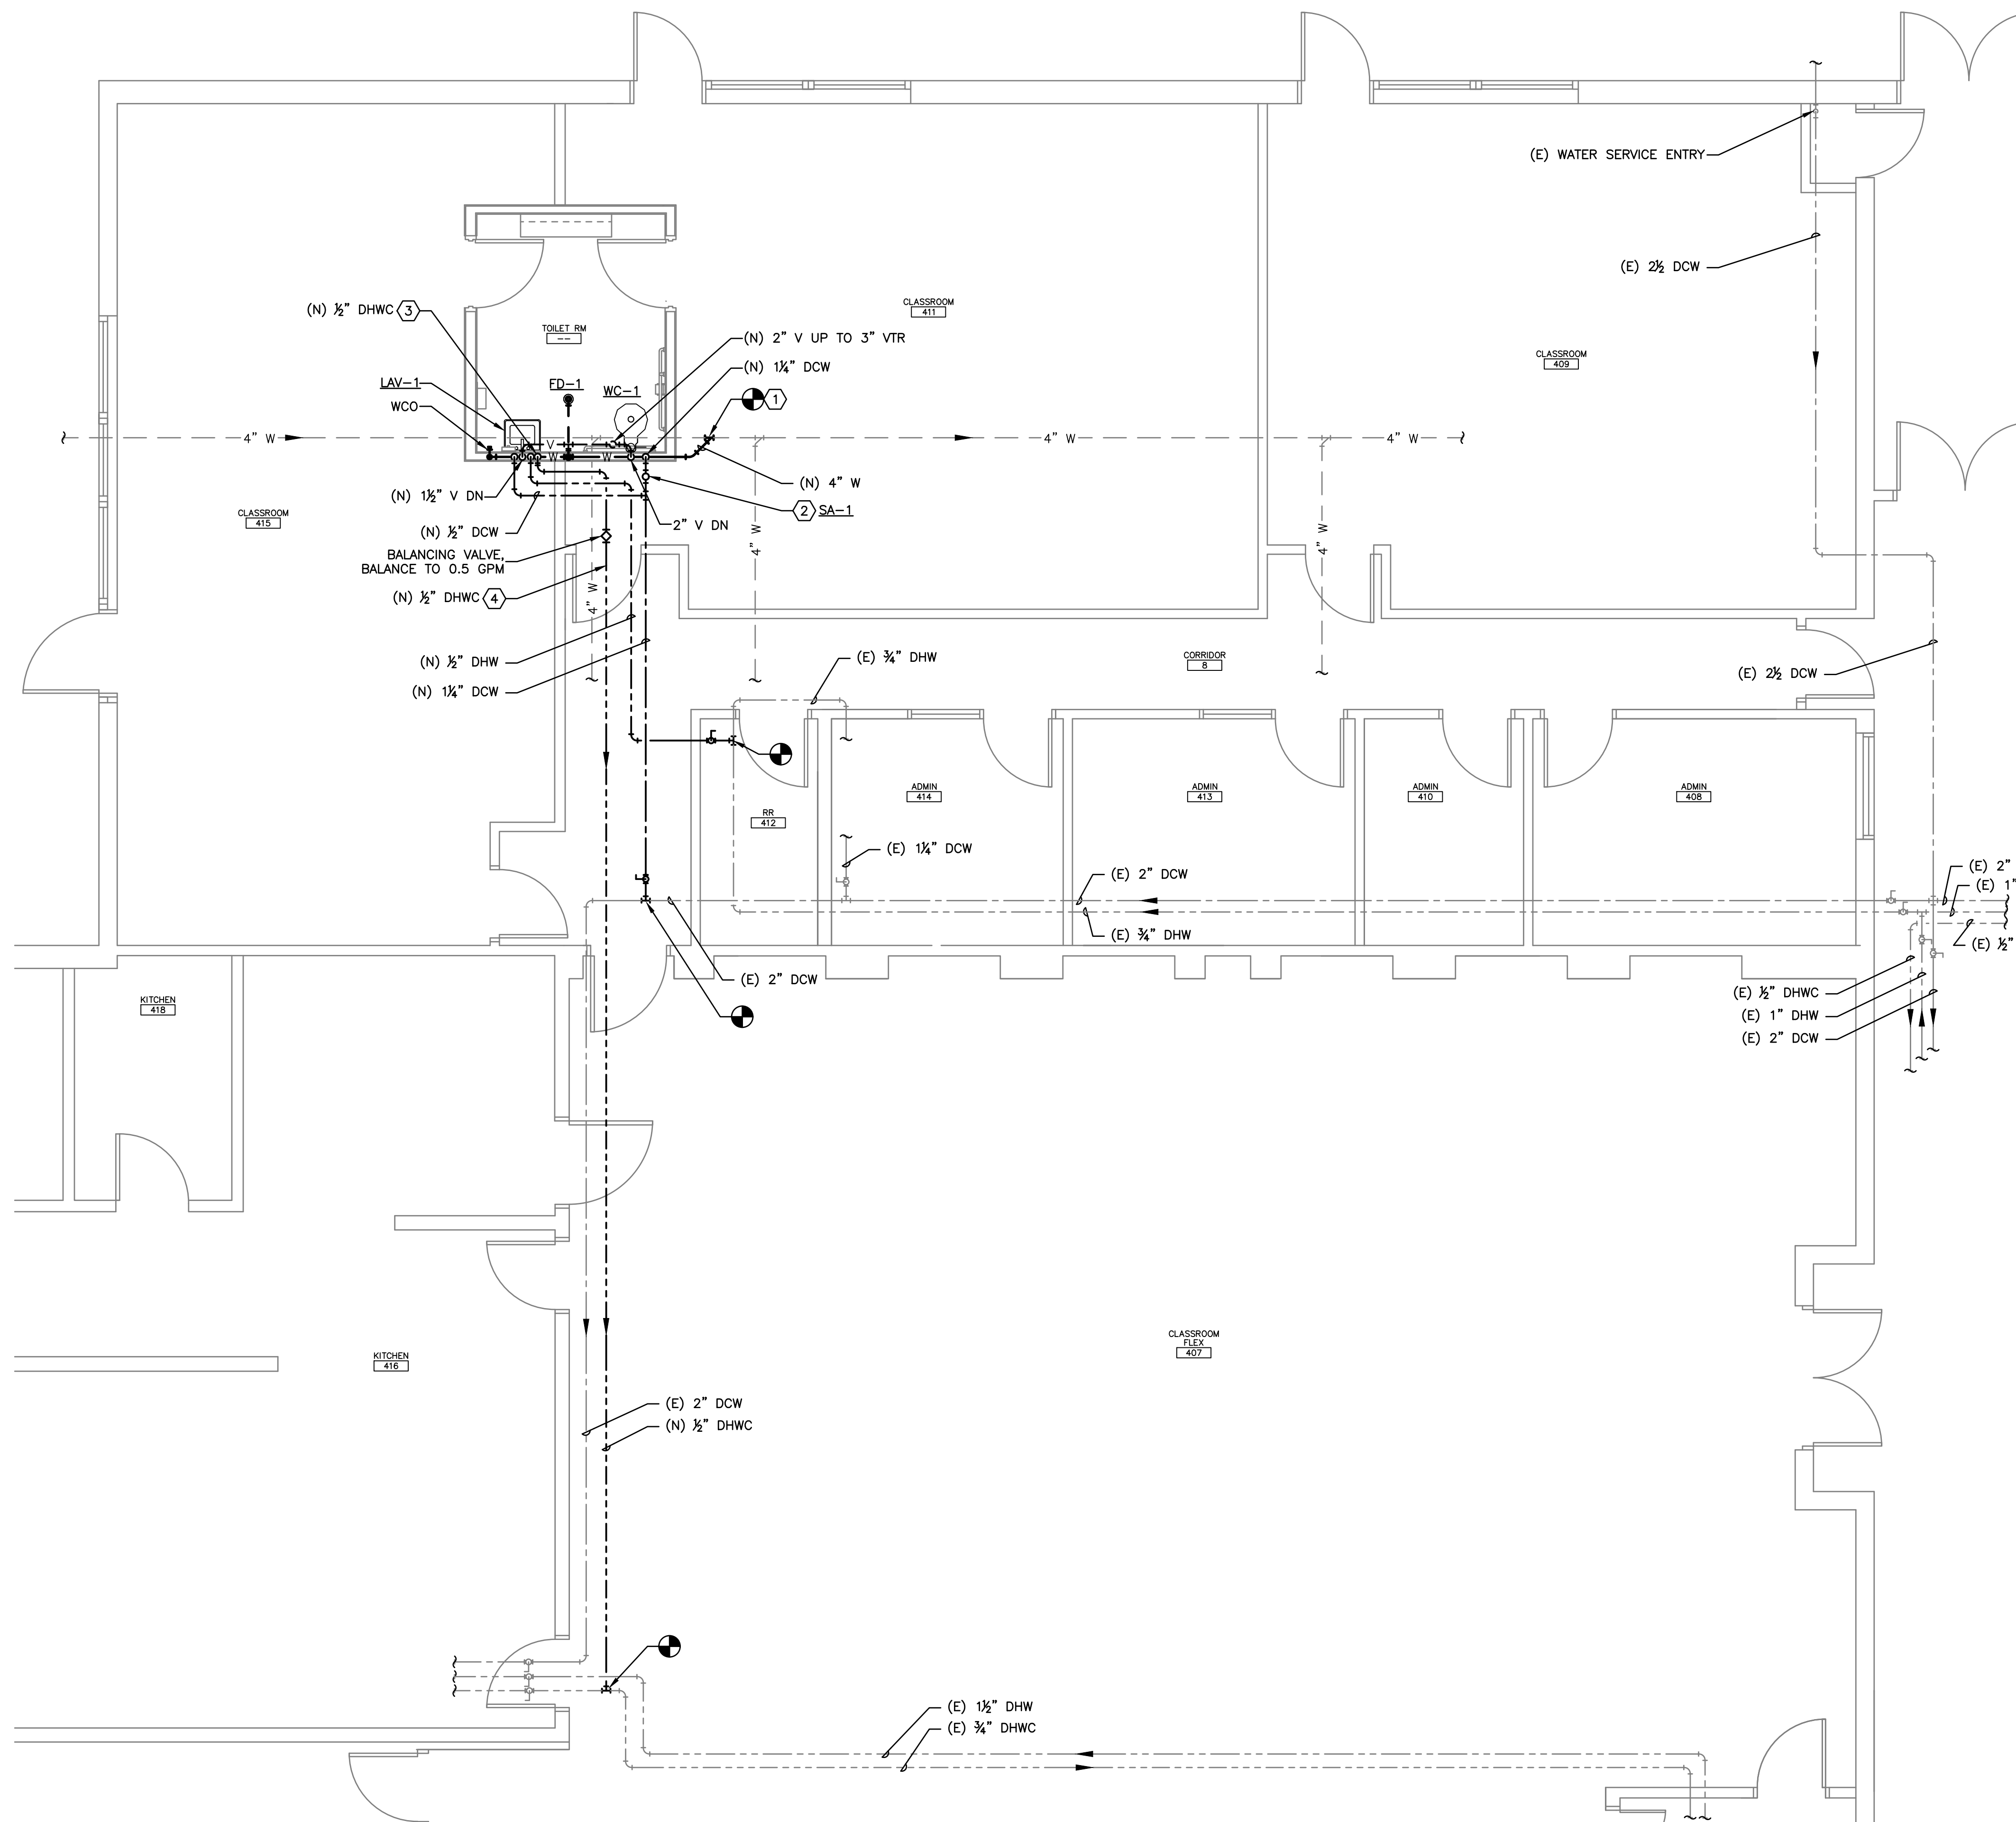 (E) WATER SERVICE ENTRY
(E) 2½ DCW
CLASSROOM
411
(N) ½" DHWC 3
TOILET RM
--
(N) 2" V UP TO 3" VTR
CLASSROOM
409
(N) 1¼" DCW
LAV-1
FD-1
WC-1
1
WCO
4" W
V
4" W
4" W
W
W
(N) 4" W
(N) 1½" V DN
2 SA-1
CLASSROOM
415
(N) ½" DCW
2" V DN
4" W
4" W
BALANCING VALVE,
BALANCE TO 0.5 GPM
(N) ½" DHWC 4
4" W
(N) ½" DHW
(E) ¾" DHW
CORRIDOR
8
(E) 2½ DCW
(N) 1¼" DCW
ADMIN
414
ADMIN
413
ADMIN
410
ADMIN
408
RR
412
(E) 1¼" DCW
(E) 2" DCW
(E) 2"
(E) 1"
(E) ¾" DHW
(E) ½"
(E) 2" DCW
(E) ½" DHWC
KITCHEN
418
(E) 1" DHW
(E) 2" DCW
CLASSROOM
FLEX
407
KITCHEN
416
(E) 2" DCW
(N) ½" DHWC
(E) 1½" DHW
(E) ¾" DHWC